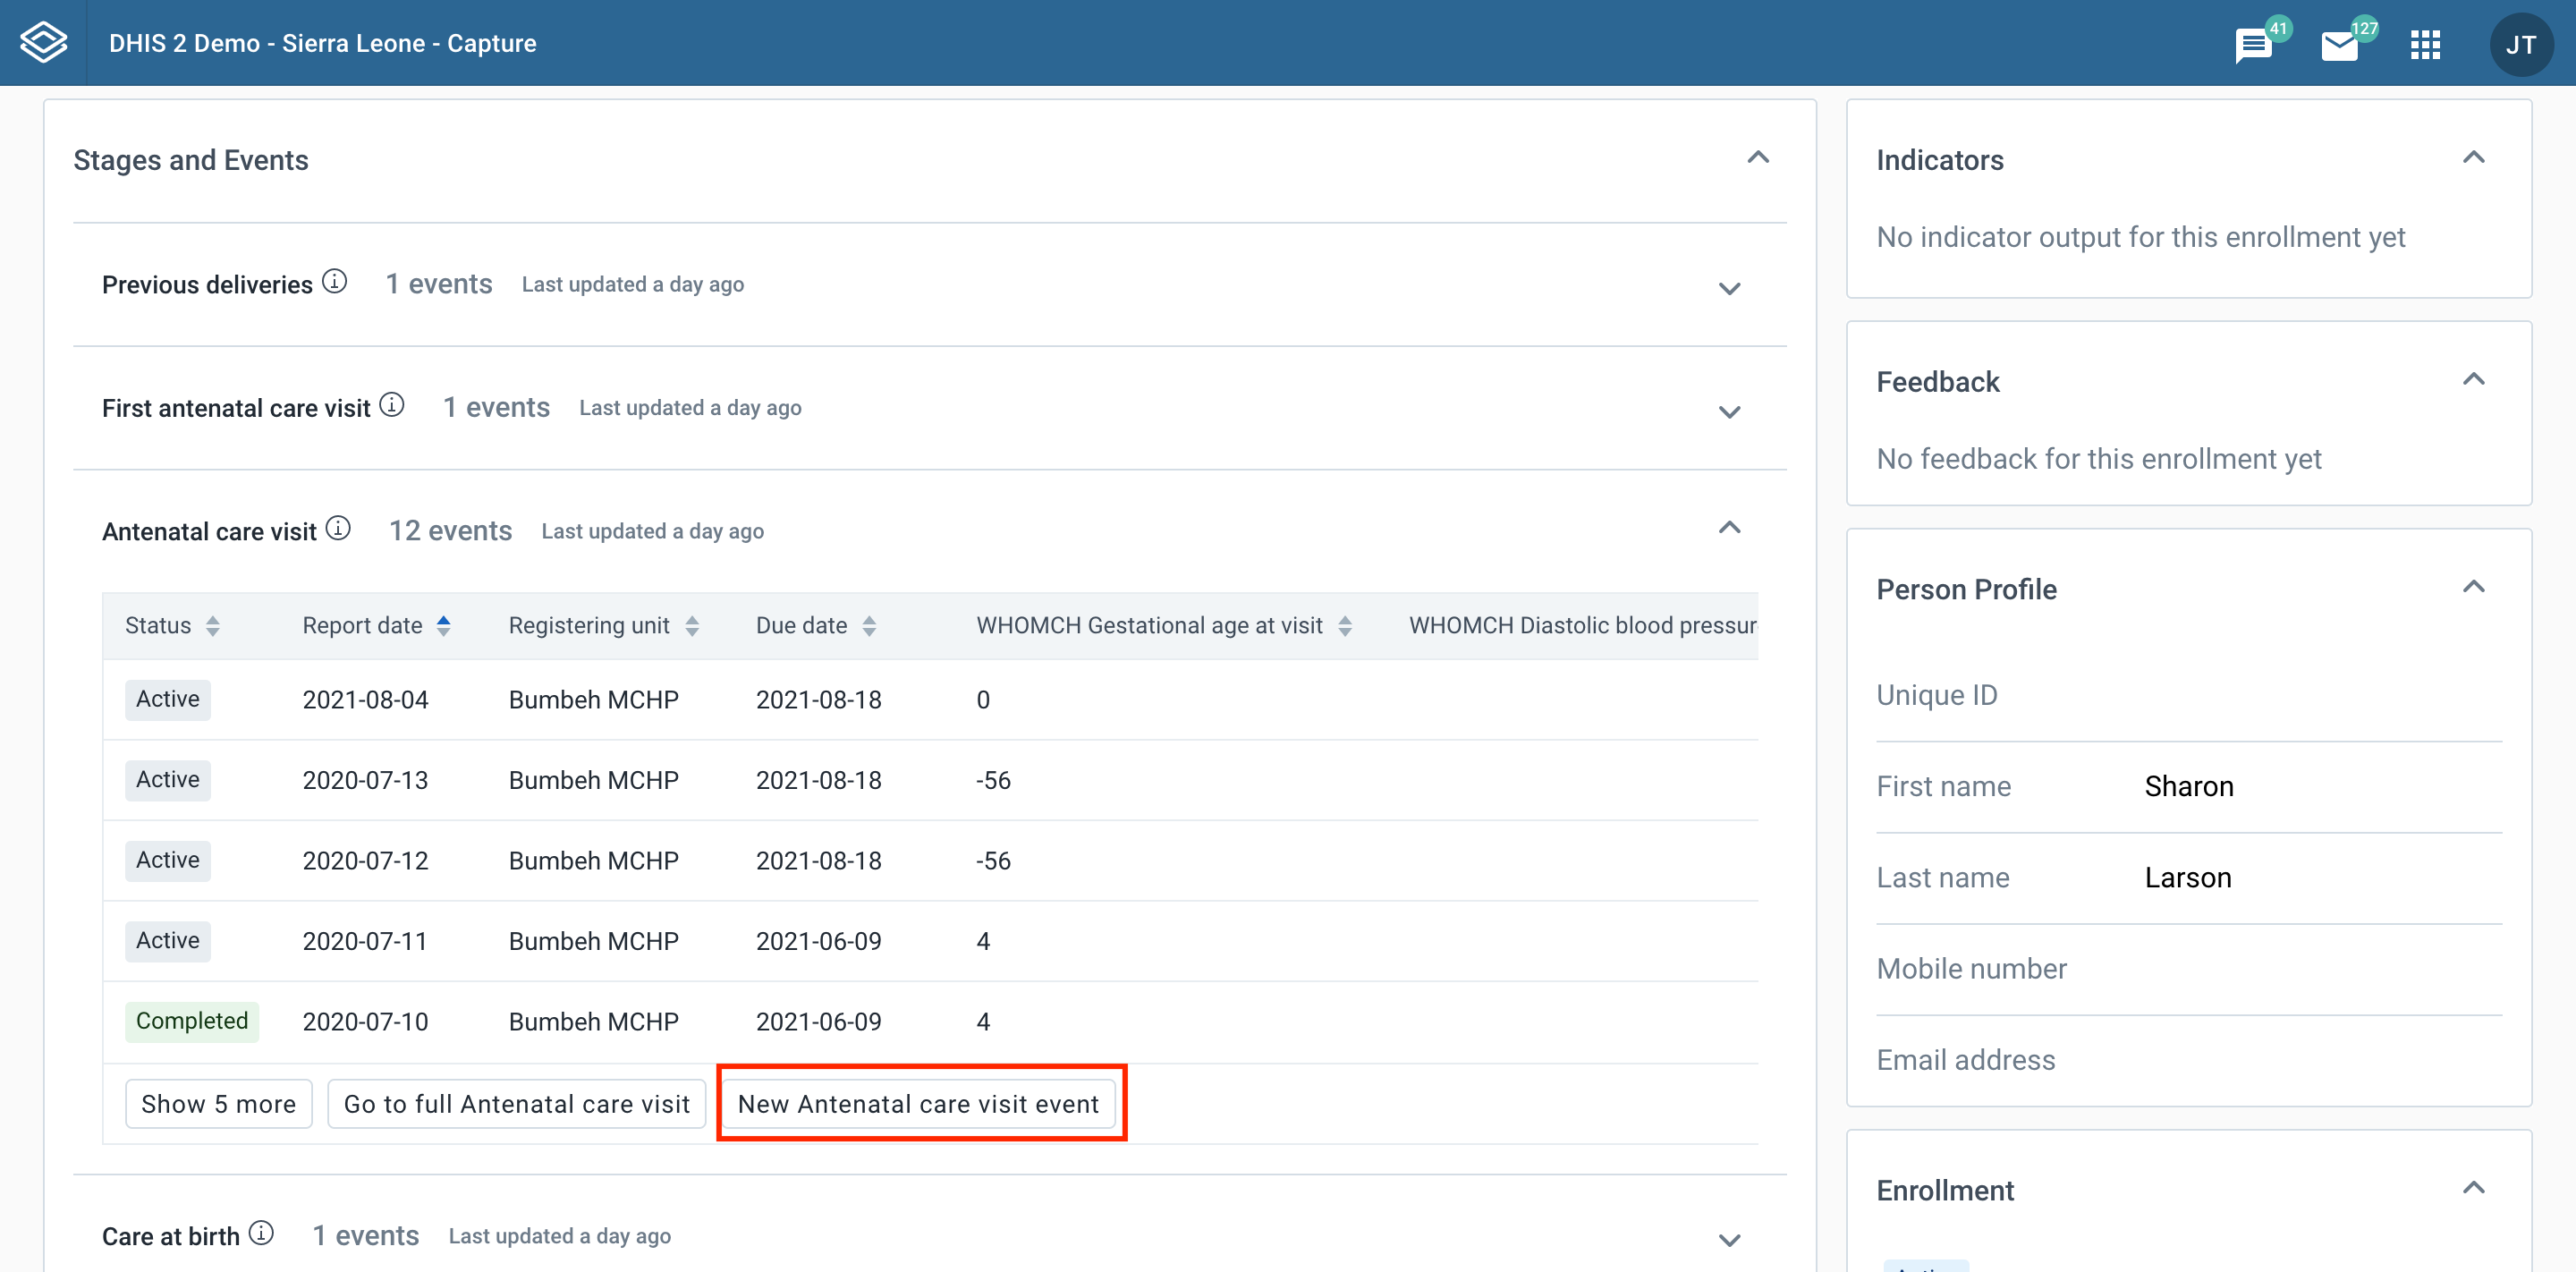 DHIS 2 Demo - Sierra Leone - Capture
41
127
JT
Stages and Events
Previous deliveries 1 events Last updated a day ago
First antenatal care visit 1 events Last updated a day ago
Antenatal care visit 12 events Last updated a day ago
Status Report date Registering unit Due date WHOMCH Gestational age at visit WHOMCH Diastolic blood pressur
Active 2021-08-04 Bumbeh MCHP 2021-08-18 0
Active 2020-07-13 Bumbeh MCHP 2021-08-18 -56
Active 2020-07-12 Bumbeh MCHP 2021-08-18 -56
Active 2020-07-11 Bumbeh MCHP 2021-06-09 4
Completed 2020-07-10 Bumbeh MCHP 2021-06-09 4
Show 5 more Go to full Antenatal care visit New Antenatal care visit event
Care at birth 1 events Last updated a day ago
Indicators
No indicator output for this enrollment yet
Feedback
No feedback for this enrollment yet
Person Profile
Unique ID
First name Sharon
Last name Larson
Mobile number
Email address
Enrollment